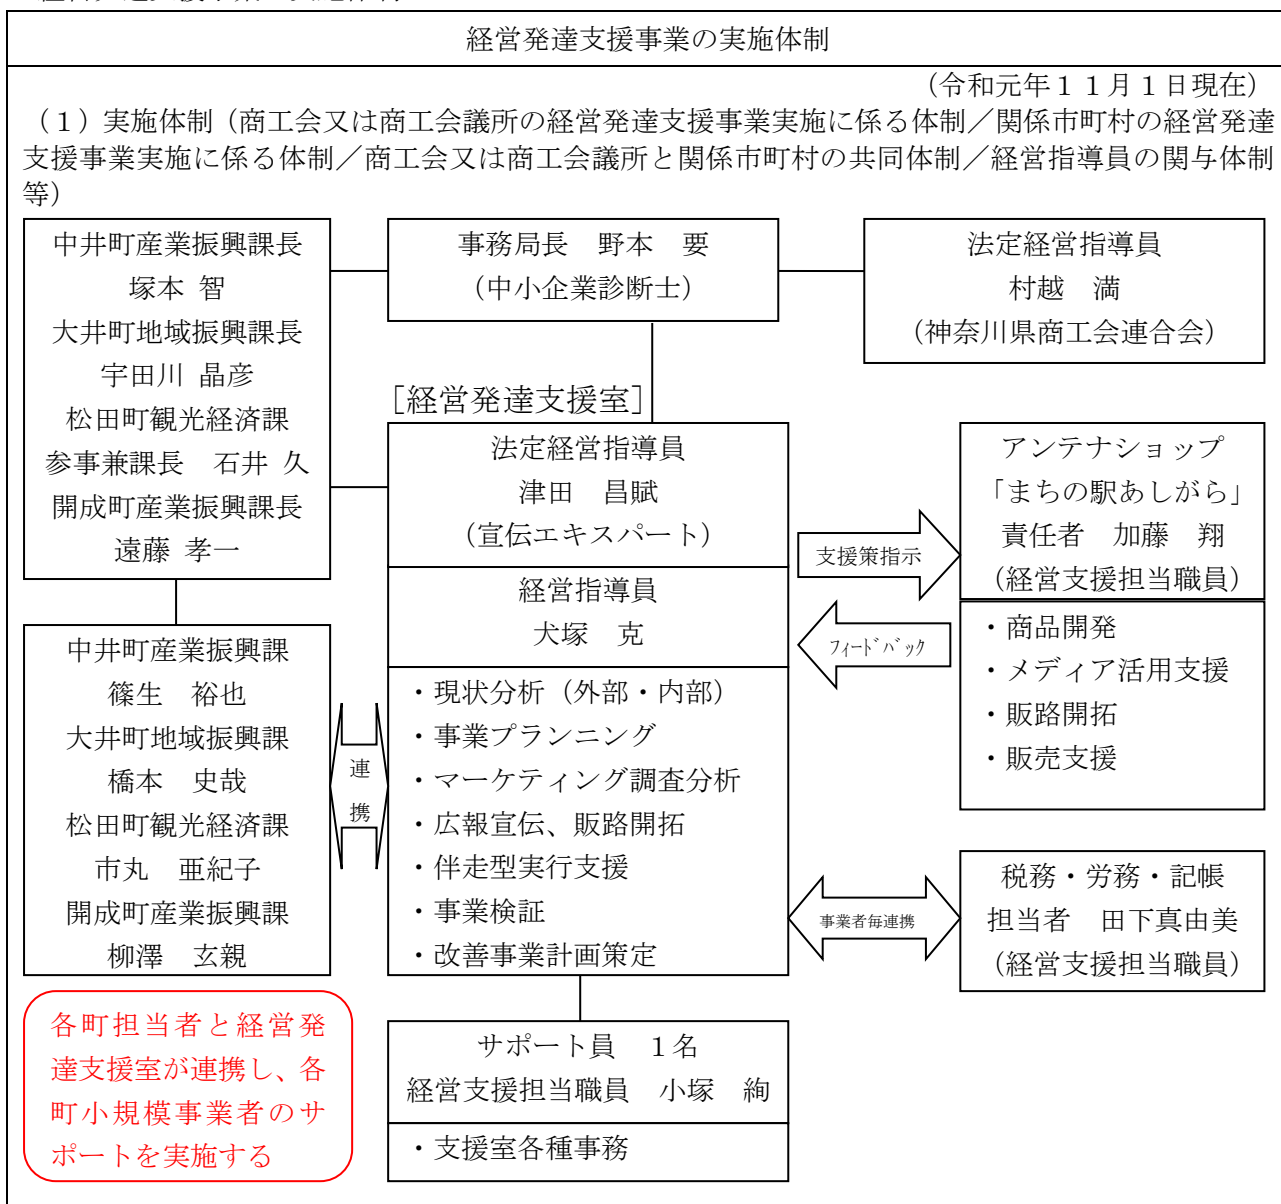 経営発達支援事業の実施体制
（令和元年１１月１日現在）
（１）実施体制（商工会又は商工会議所の経営発達支援事業実施に係る体制／関係市町村の経営発達
支援事業実施に係る体制／商工会又は商工会議所と関係市町村の共同体制／経営指導員の関与体制
等）
中井町産業振興課長
塚本 智
大井町地域振興課長
宇田川 晶彦
松田町観光経済課
参事兼課長　石井 久
開成町産業振興課長
遠藤 孝一
事務局長　野本　要
（中小企業診断士）
法定経営指導員
村越　満
（神奈川県商工会連合会）
［経営発達支援室］
法定経営指導員
津田　昌賦
（宣伝エキスパート）
経営指導員
犬塚　克
・現状分析（外部・内部）
・事業プランニング
・マーケティング調査分析
・広報宣伝、販路開拓
・伴走型実行支援
・事業検証
・改善事業計画策定
支援策指示
ﾌｨｰﾄﾞﾊﾞｯｸ
アンテナショップ
「まちの駅あしがら」
責任者　加藤　翔
（経営支援担当職員）
・商品開発
・メディア活用支援
・販路開拓
・販売支援
中井町産業振興課
篠生　裕也
大井町地域振興課
橋本　史哉
松田町観光経済課
市丸　亜紀子
開成町産業振興課
柳澤　玄親
連
携
事業者毎連携
税務・労務・記帳
担当者　田下真由美
（経営支援担当職員）
各町担当者と経営発
達支援室が連携し、各
町小規模事業者のサ
ポートを実施する
サポート員　１名
経営支援担当職員　小塚　絢
・支援室各種事務